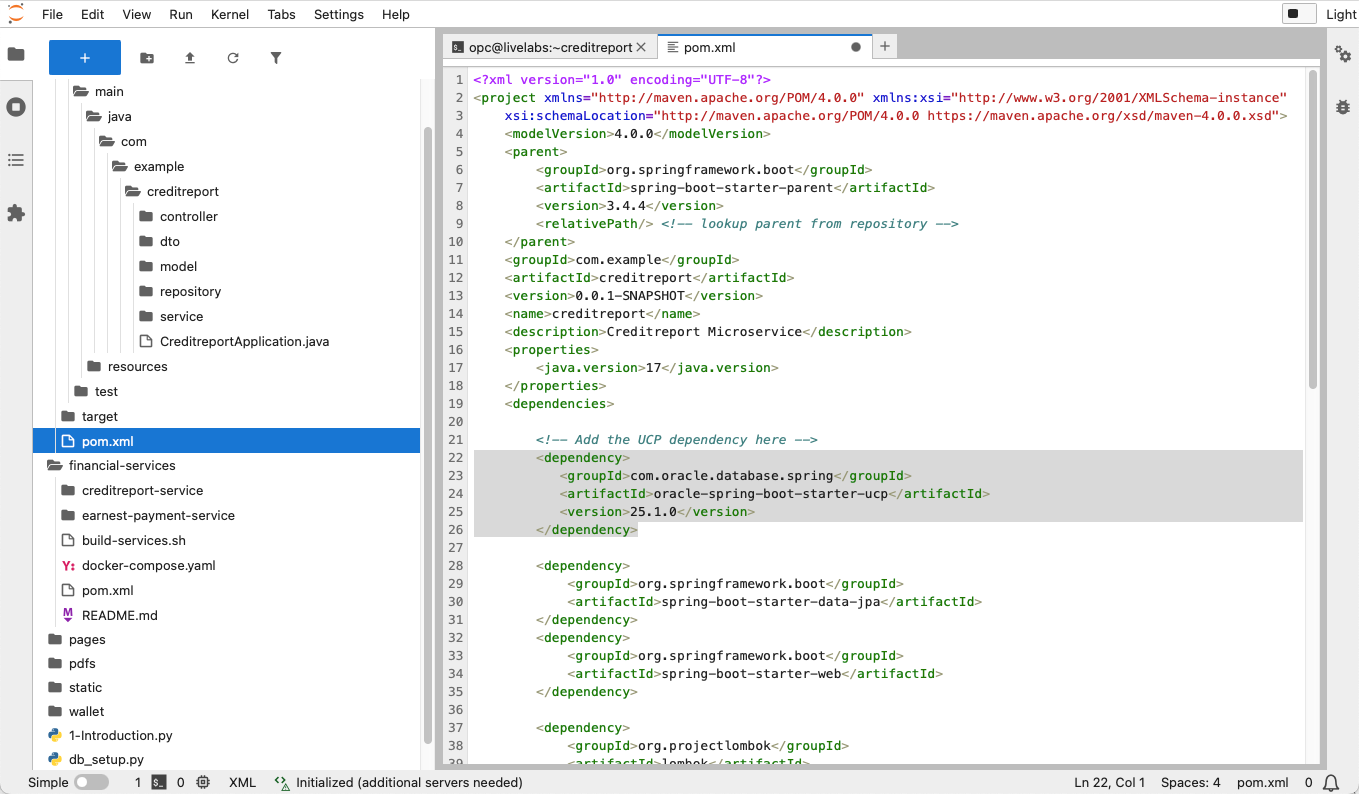 File Edit View Run Kernel Tabs Settings Help Light
+
main
java
com
example
creditreport
controller
dto
model
repository
service
CreditreportApplication.java
resources
test
target
pom.xml
financial-services
creditreport-service
earnest-payment-service
build-services.sh
Y: docker-compose.yaml
pom.xml
M README.md
pages
pdfs
static
wallet
1-Introduction.py
db_setup.py
opc@livelabs:~creditreport pom.xml +
1 <?xml version="1.0" encoding="UTF-8"?>
2 <project xmlns="http://maven.apache.org/POM/4.0.0" xmlns:xsi="http://www.w3.org/2001/XMLSchema-instance"
3 xsi:schemaLocation="http://maven.apache.org/POM/4.0.0 https://maven.apache.org/xsd/maven-4.0.0.xsd">
4 <modelVersion>4.0.0</modelVersion>
5 <parent>
6 <groupId>org.springframework.boot</groupId>
7 <artifactId>spring-boot-starter-parent</artifactId>
8 <version>3.4.4</version>
9 <relativePath/> <!-- lookup parent from repository -->
10 </parent>
11 <groupId>com.example</groupId>
12 <artifactId>creditreport</artifactId>
13 <version>0.0.1-SNAPSHOT</version>
14 <name>creditreport</name>
15 <description>Creditreport Microservice</description>
16 <properties>
17 <java.version>17</java.version>
18 </properties>
19 <dependencies>
20
21 <!-- Add the UCP dependency here -->
22 <dependency>
23 <groupId>com.oracle.database.spring</groupId>
24 <artifactId>oracle-spring-boot-starter-ucp</artifactId>
25 <version>25.1.0</version>
26 </dependency>
27
28 <dependency>
29 <groupId>org.springframework.boot</groupId>
30 <artifactId>spring-boot-starter-data-jpa</artifactId>
31 </dependency>
32 <dependency>
33 <groupId>org.springframework.boot</groupId>
34 <artifactId>spring-boot-starter-web</artifactId>
35 </dependency>
36
37 <dependency>
38 <groupId>org.projectlombok</groupId>
39 <artifactId>lombok</artifactId>
Simple 1 0 XML Initialized (additional servers needed) Ln 22, Col 1 Spaces: 4 pom.xml 0